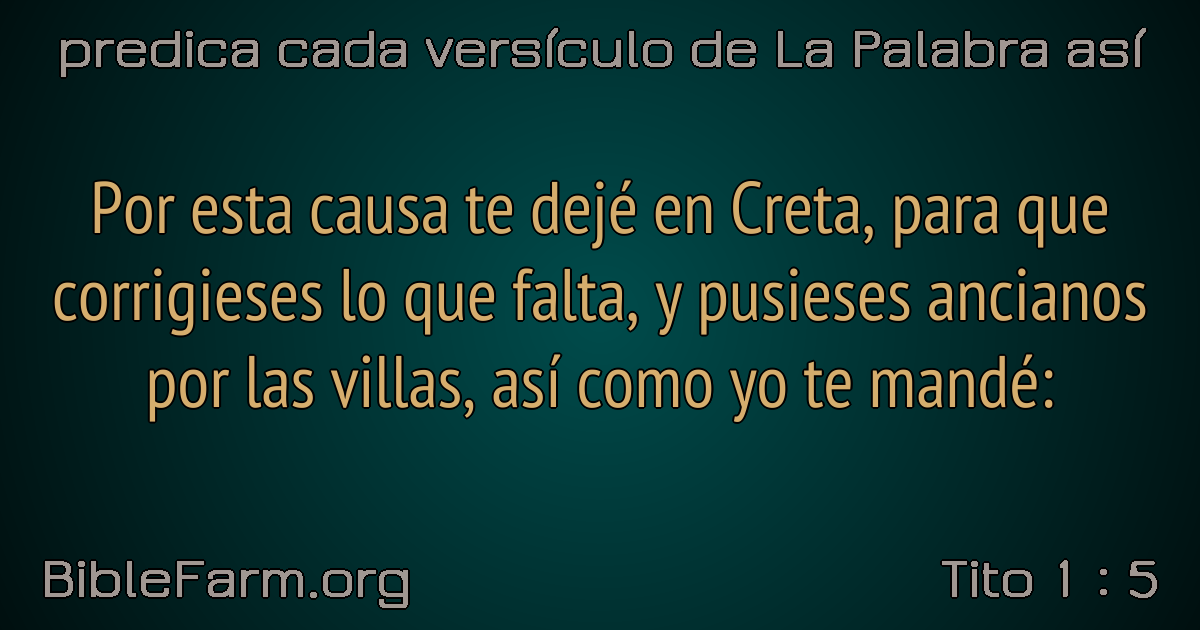 predica cada versículo de La Palabra así
Por esta causa te dejé en Creta, para que
corrigieses lo que falta, y pusieses ancianos
por las villas, así como yo te mandé:
BibleFarm.org
Tito 1 : 5